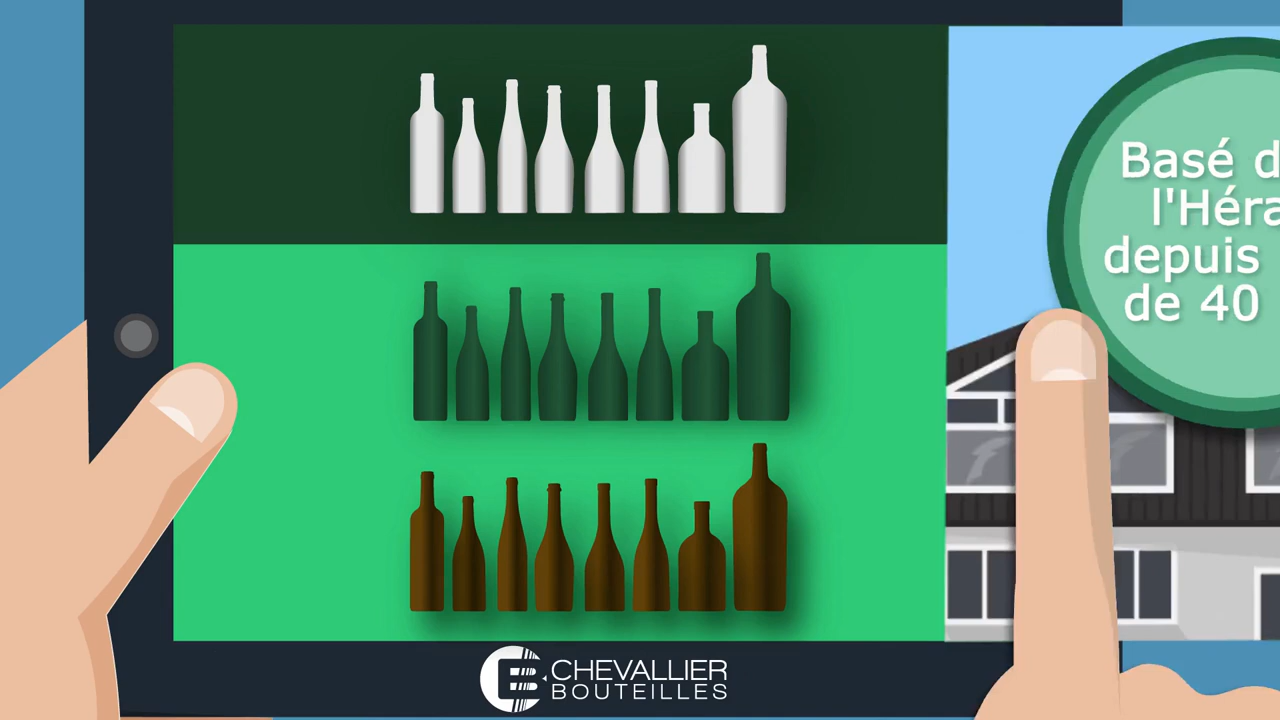 Basé
l'Héra
depuis
de 40
CHEVALLIER
BOUTEILLES